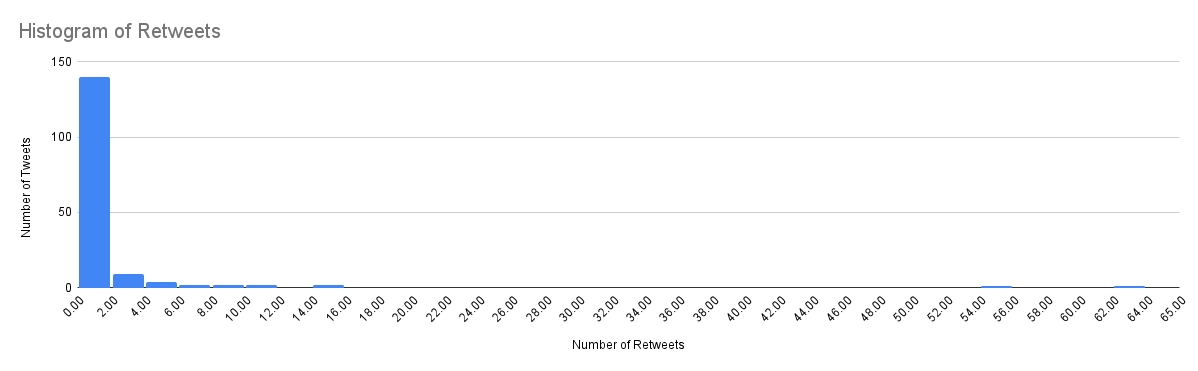 Histogram of Retweets
150
100
50
0
Number of Tweets
0.00 2.00 4.00 6.00 8.00 10.00 12.00 14.00 16.00 18.00 20.00 22.00 24.00 26.00 28.00 30.00 32.00 34.00 36.00 38.00 40.00 42.00 44.00 46.00 48.00 50.00 52.00 54.00 56.00 58.00 60.00 62.00 64.00 65.00
Number of Retweets